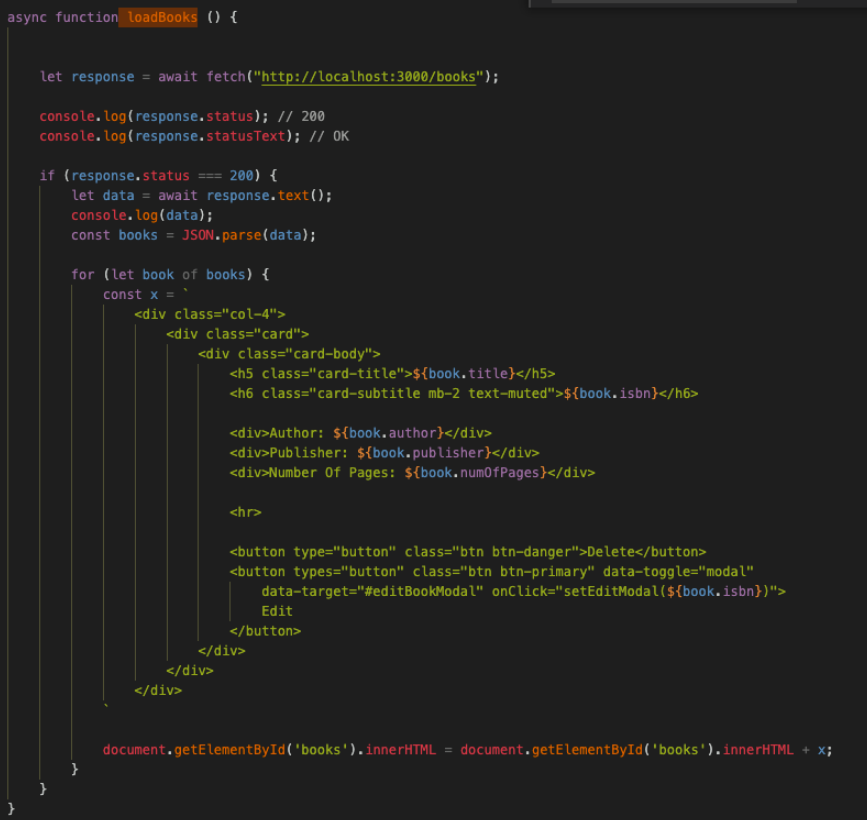 async function loadBooks () {
let response = await fetch("http://localhost:3000/books");
console.log(response.status); // 200
console.log(response.statusText); // OK
if (response.status === 200) {
let data = await response.text();
console.log(data);
const books = JSON.parse(data);
for (let book of books) {
const x = `
<div class="col-4">
<div class="card">
<div class="card-body">
<h5 class="card-title">${book.title}</h5>
<h6 class="card-subtitle mb-2 text-muted">${book.isbn}</h6>
<div>Author: ${book.author}</div>
<div>Publisher: ${book.publisher}</div>
<div>Number Of Pages: ${book.numOfPages}</div>
<hr>
<button type="button" class="btn btn-danger">Delete</button>
<button types="button" class="btn btn-primary" data-toggle="modal"
data-target="#editBookModal" onClick="setEditModal(${book.isbn})">
Edit
</button>
</div>
</div>
</div>
`
document.getElementById('books').innerHTML = document.getElementById('books').innerHTML + x;
}
}
}